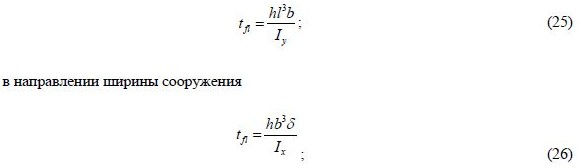 t_fl = hl³b / I_y ; (25)
в направлении ширины сооружения
t_fl = hb³δ / I_x ; (26)